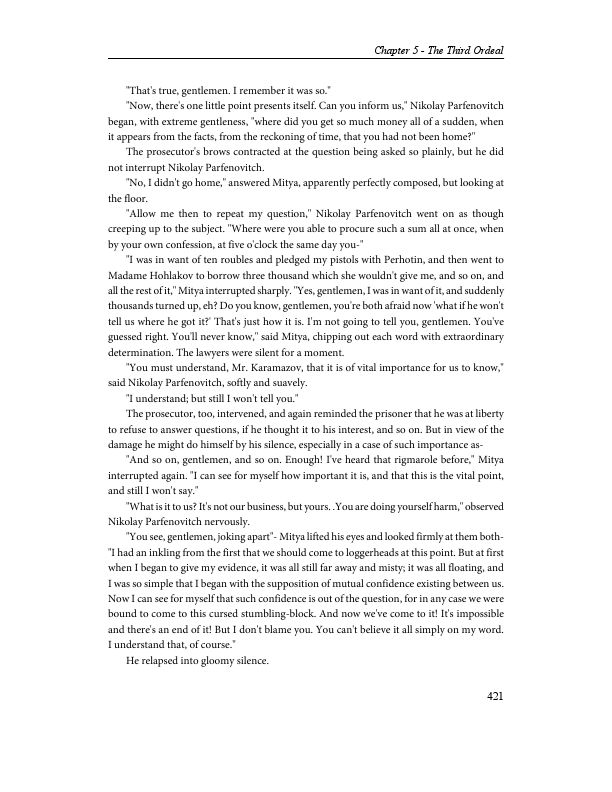 Chapter 5 - The Third Ordeal
"That's true, gentlemen. I remember it was so."
"Now, there's one little point presents itself. Can you inform us," Nikolay Parfenovitch
began, with extreme gentleness, "where did you get so much money all of a sudden, when
it appears from the facts, from the reckoning of time, that you had not been home?"
The prosecutor's brows contracted at the question being asked so plainly, but he did
not interrupt Nikolay Parfenovitch.
"No, I didn't go home," answered Mitya, apparently perfectly composed, but looking at
the floor.
"Allow me then to repeat my question," Nikolay Parfenovitch went on as though
creeping up to the subject. "Where were you able to procure such a sum all at once, when
by your own confession, at five o'clock the same day you-"
"I was in want of ten roubles and pledged my pistols with Perhotin, and then went to
Madame Hohlakov to borrow three thousand which she wouldn't give me, and so on, and
all the rest of it," Mitya interrupted sharply. "Yes, gentlemen, I was in want of it, and suddenly
thousands turned up, eh? Do you know, gentlemen, you're both afraid now 'what if he won't
tell us where he got it?' That's just how it is. I'm not going to tell you, gentlemen. You've
guessed right. You'll never know," said Mitya, chipping out each word with extraordinary
determination. The lawyers were silent for a moment.
"You must understand, Mr. Karamazov, that it is of vital importance for us to know,"
said Nikolay Parfenovitch, softly and suavely.
"I understand; but still I won't tell you."
The prosecutor, too, intervened, and again reminded the prisoner that he was at liberty
to refuse to answer questions, if he thought it to his interest, and so on. But in view of the
damage he might do himself by his silence, especially in a case of such importance as-
"And so on, gentlemen, and so on. Enough! I've heard that rigmarole before," Mitya
interrupted again. "I can see for myself how important it is, and that this is the vital point,
and still I won't say."
"What is it to us? It's not our business, but yours. .You are doing yourself harm," observed
Nikolay Parfenovitch nervously.
"You see, gentlemen, joking apart"- Mitya lifted his eyes and looked firmly at them both-
"I had an inkling from the first that we should come to loggerheads at this point. But at first
when I began to give my evidence, it was all still far away and misty; it was all floating, and
I was so simple that I began with the supposition of mutual confidence existing between us.
Now I can see for myself that such confidence is out of the question, for in any case we were
bound to come to this cursed stumbling-block. And now we've come to it! It's impossible
and there's an end of it! But I don't blame you. You can't believe it all simply on my word.
I understand that, of course."
He relapsed into gloomy silence.
421